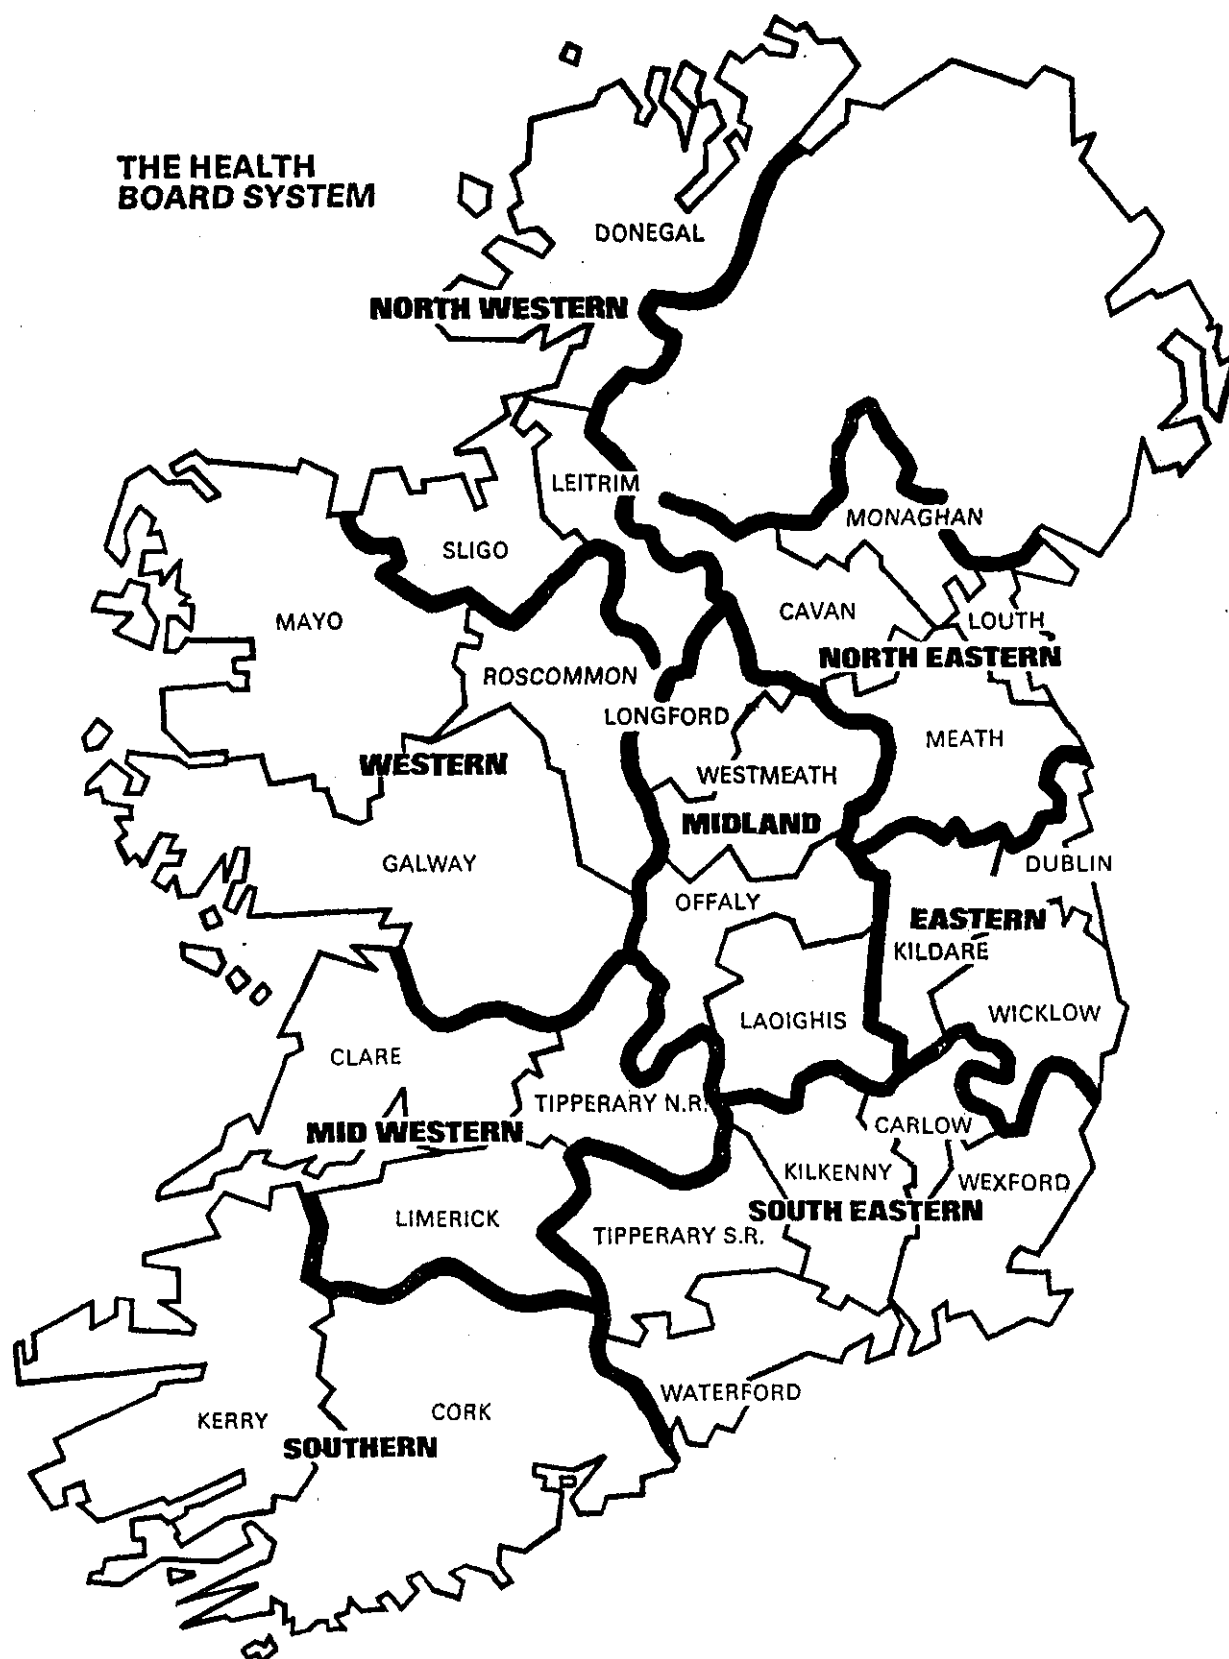 THE HEALTH
BOARD SYSTEM
DONEGAL
NORTH WESTERN
LEITRIM
MONAGHAN
SLIGO
CAVAN
LOUTH
MAYO
NORTH EASTERN
ROSCOMMON
LONGFORD
MEATH
WESTERN
WESTMEATH
MIDLAND
GALWAY
DUBLIN
OFFALY
EASTERN
KILDARE
WICKLOW
LAOIGHIS
CLARE
TIPPERARY N.R.
CARLOW
MID WESTERN
KILKENNY
WEXFORD
SOUTH EASTERN
LIMERICK
TIPPERARY S.R.
WATERFORD
CORK
KERRY
SOUTHERN